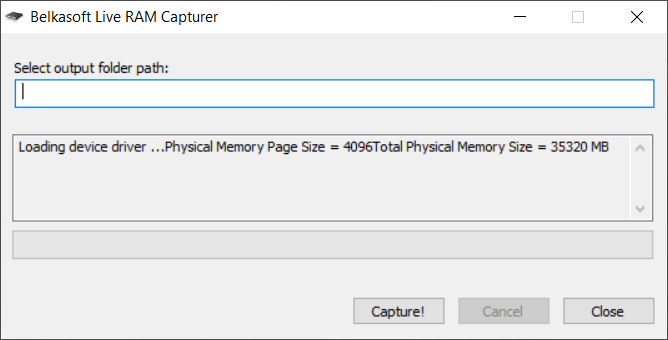 Belkasoft Live RAM Capturer
Select output folder path:
Loading device driver ...Physical Memory Page Size = 4096Total Physical Memory Size = 35320 MB
Capture! Cancel Close